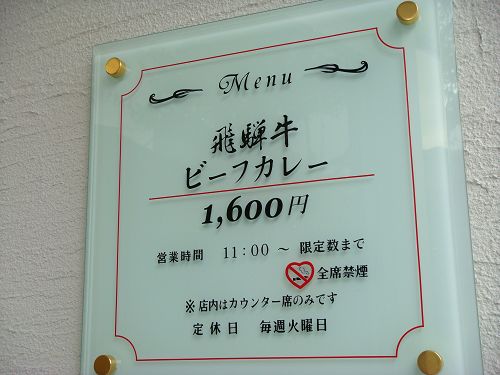 Menu
飛騨牛
ビーフカレー
1,600円
営業時間 11:00 ～ 限定数まで
全席禁煙
※店内はカウンター席のみです
定休日 毎週火曜日